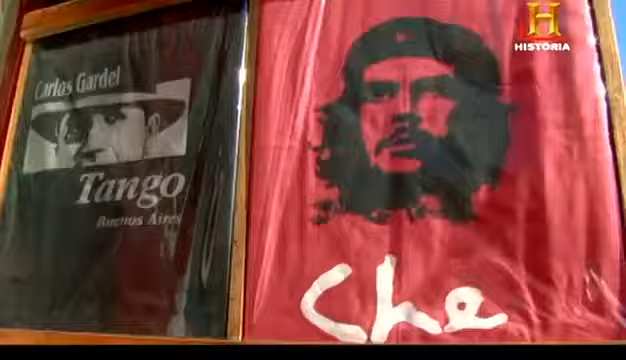 Carlos Gardel
Tango
Buenos Aires
Che
H
HISTORIA